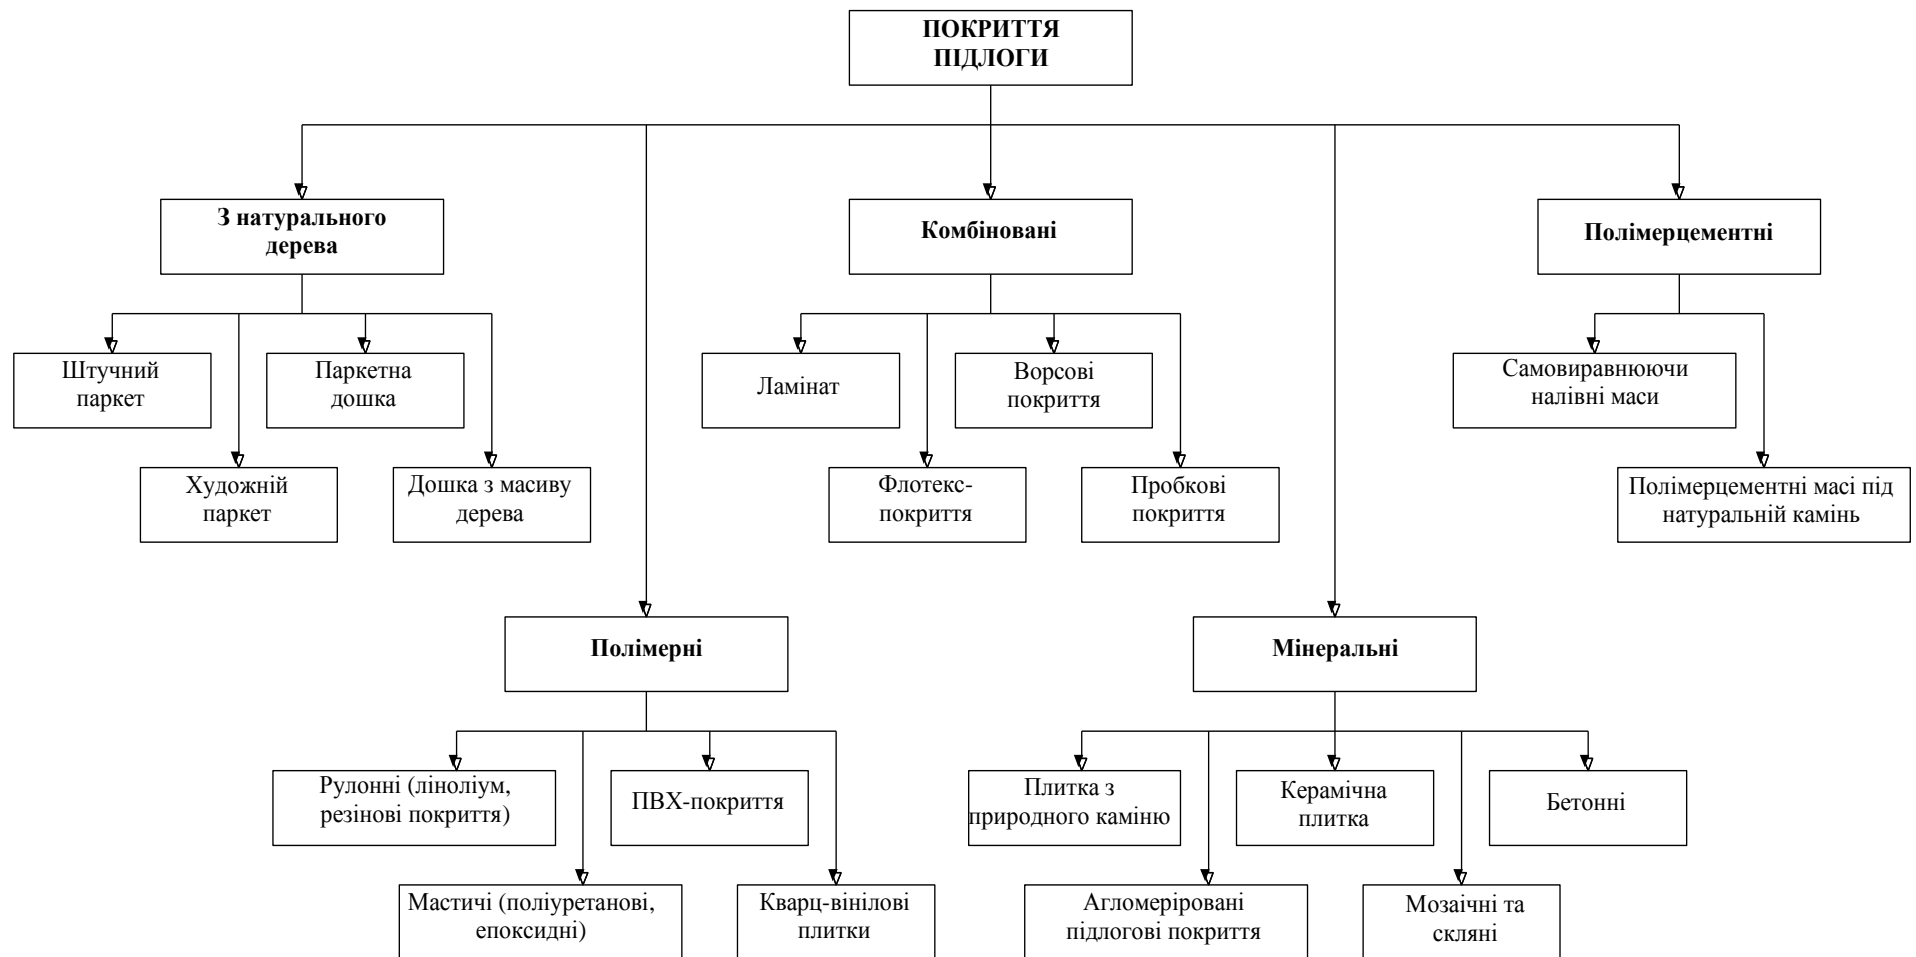 ПОКРИТТЯ
ПІДЛОГИ
З натурального
дерева
Комбіновані
Полімерцементні
Штучний
паркет
Паркетна
дошка
Ламінат
Ворсові
покриття
Самовиравнюючи
налівні маси
Художній
паркет
Дошка з масиву
дерева
Флотекс-
покриття
Пробкові
покриття
Полімерцементні масі під
натуральній камінь
Полімерні
Мінеральні
Рулонні (ліноліум,
резінові покриття)
ПВХ-покриття
Плитка з
природного каміню
Керамічна
плитка
Бетонні
Мастичі (поліуретанові,
епоксидні)
Кварц-вінілові
плитки
Агломеріровані
підлогові покриття
Мозаічні та
скляні